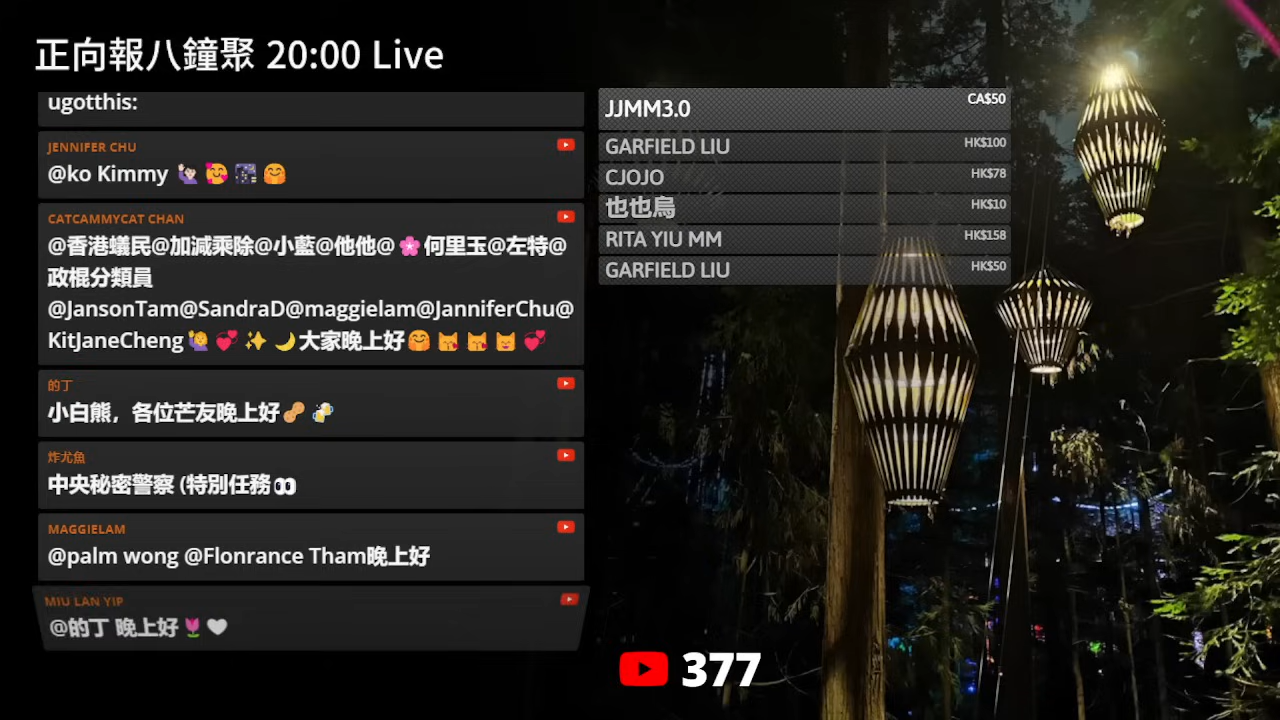 正向報八鐘聚 20:00 Live
ugotthis:
JENNIFER CHU
@ko Kimmy 🙋🏻‍♀️🥰🌌🤗
CATCAMMYCAT CHAN
@香港蟻民@加減乘除@小藍@他他@🌸何里玉@左特@
政棍分類員
@JansonTam@SandraD@maggielam@JanniferChu@
KitJaneCheng🙋💞✨🌙大家晚上好🤗😽😽😺💞
的丁
小白熊，各位芒友晚上好🥜🍻
炸尤魚
中央秘密警察 (特別任務👀
MAGGIELAM
@palm wong @Flonrance Tham晚上好
MIU LAN YIP
@的丁 晚上好🌷🤍
JJMM3.0 CA$50
GARFIELD LIU HK$100
CJOJO HK$78
也也烏 HK$10
RITA YIU MM HK$158
GARFIELD LIU HK$50
377